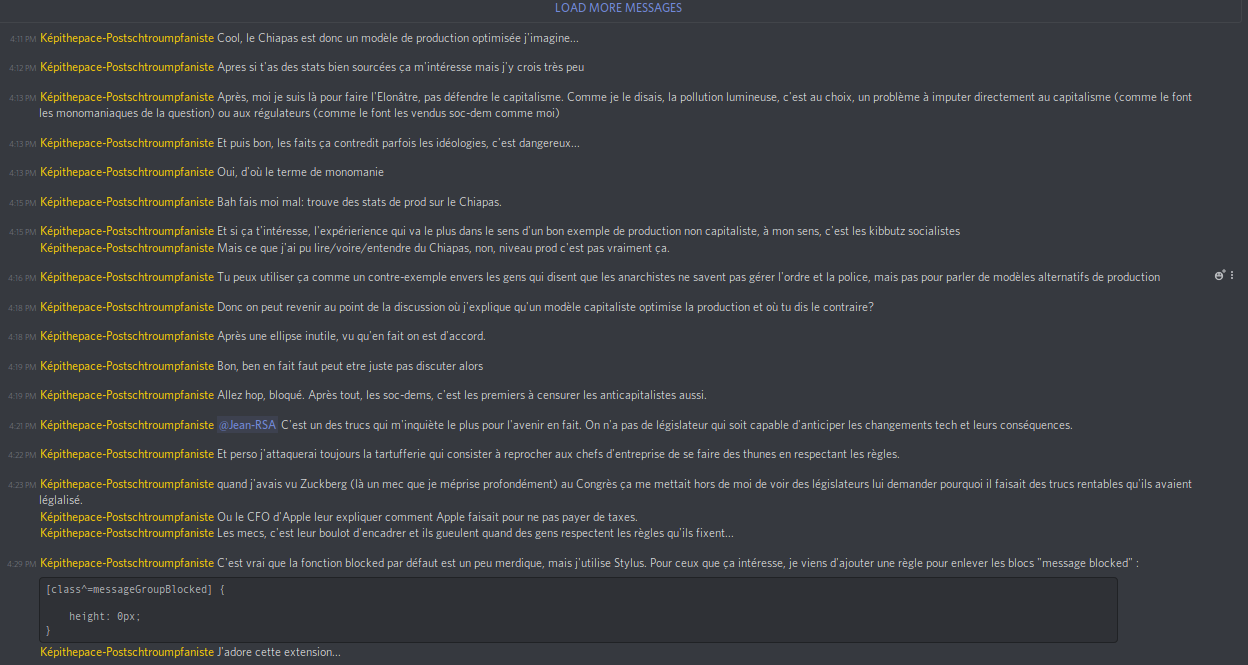 LOAD MORE MESSAGES
4:11 PM Képithepace-Postschtroumpfaniste Cool, le Chiapas est donc un modèle de production optimisée j'imagine...
4:12 PM Képithepace-Postschtroumpfaniste Apres si t'as des stats bien sourcées ça m'intéresse mais j'y crois très peu
4:13 PM Képithepace-Postschtroumpfaniste Après, moi je suis là pour faire l'Elonâtre, pas défendre le capitalisme. Comme je le disais, la pollution lumineuse, c'est au choix, un problème à imputer directement au capitalisme (comme le font
les monomaniaques de la question) ou aux régulateurs (comme le font les vendus soc-dem comme moi)
4:13 PM Képithepace-Postschtroumpfaniste Et puis bon, les faits ça contredit parfois les idéologies, c'est dangereux...
4:13 PM Képithepace-Postschtroumpfaniste Oui, d'où le terme de monomanie
4:15 PM Képithepace-Postschtroumpfaniste Bah fais moi mal: trouve des stats de prod sur le Chiapas.
4:15 PM Képithepace-Postschtroumpfaniste Et si ça t'intéresse, l'expérierience qui va le plus dans le sens d'un bon exemple de production non capitaliste, à mon sens, c'est les kibbutz socialistes
Képithepace-Postschtroumpfaniste Mais ce que j'ai pu lire/voire/entendre du Chiapas, non, niveau prod c'est pas vraiment ça.
4:16 PM Képithepace-Postschtroumpfaniste Tu peux utiliser ça comme un contre-exemple envers les gens qui disent que les anarchistes ne savent pas gérer l'ordre et la police, mais pas pour parler de modèles alternatifs de production
4:18 PM Képithepace-Postschtroumpfaniste Donc on peut revenir au point de la discussion où j'explique qu'un modèle capitaliste optimise la production et où tu dis le contraire?
4:18 PM Képithepace-Postschtroumpfaniste Après une ellipse inutile, vu qu'en fait on est d'accord.
4:19 PM Képithepace-Postschtroumpfaniste Bon, ben en fait faut peut etre juste pas discuter alors
4:19 PM Képithepace-Postschtroumpfaniste Allez hop, bloqué. Après tout, les soc-dems, c'est les premiers à censurer les anticapitalistes aussi.
4:21 PM Képithepace-Postschtroumpfaniste @Jean-RSA C'est un des trucs qui m'inquiète le plus pour l'avenir en fait. On n'a pas de législateur qui soit capable d'anticiper les changements tech et leurs conséquences.
4:22 PM Képithepace-Postschtroumpfaniste Et perso j'attaquerai toujours la tartufferie qui consister à reprocher aux chefs d'entreprise de se faire des thunes en respectant les règles.
4:23 PM Képithepace-Postschtroumpfaniste quand j'avais vu Zuckberg (là un mec que je méprise profondément) au Congrès ça me mettait hors de moi de voir des législateurs lui demander pourquoi il faisait des trucs rentables qu'ils avaient
léglalisé.
Képithepace-Postschtroumpfaniste Ou le CFO d'Apple leur expliquer comment Apple faisait pour ne pas payer de taxes.
Képithepace-Postschtroumpfaniste Les mecs, c'est leur boulot d'encadrer et ils gueulent quand des gens respectent les règles qu'ils fixent...
4:29 PM Képithepace-Postschtroumpfaniste C'est vrai que la fonction blocked par défaut est un peu merdique, mais j'utilise Stylus. Pour ceux que ça intéresse, je viens d'ajouter une règle pour enlever les blocs "message blocked" :
[class^=messageGroupBlocked] {
height: 0px;
}
Képithepace-Postschtroumpfaniste J'adore cette extension...